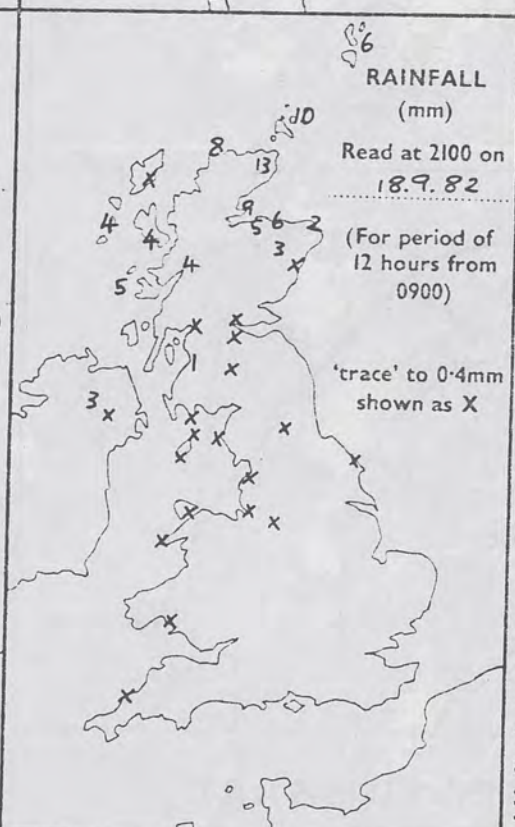 6
RAINFALL
(mm)
10
Read at 2100 on
18.9.82
8
13
X
9
4
4
5 6 2
(For period of
12 hours from
0900)
3
4
X
5
X
X
X
1
X
'trace' to 0·4mm
shown as X
3
X
X
X
X X
X
X
X
X
X
X
X
X
X